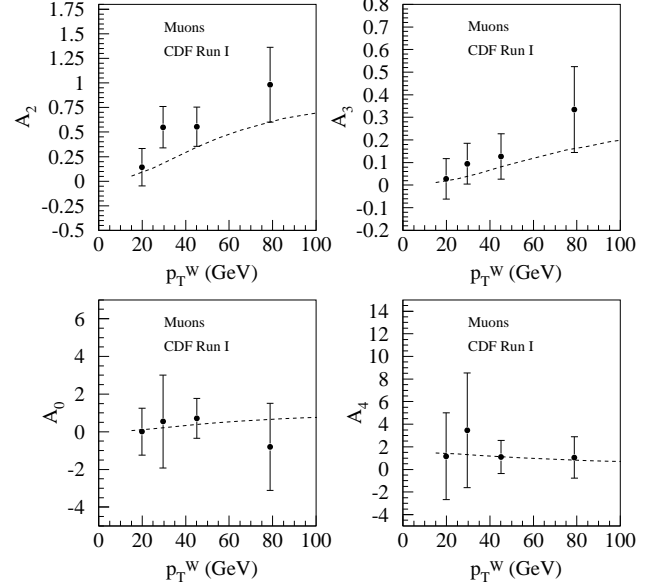 A2
1.75
1.5
1.25
1
0.75
0.5
0.25
0
-0.25
-0.5
Muons
CDF Run I
0 20 40 60 80 100
pTW (GeV)
A3
0.8
0.7
0.6
0.5
0.4
0.3
0.2
0.1
0
-0.1
-0.2
Muons
CDF Run I
0 20 40 60 80 100
pTW (GeV)
A0
6
4
2
0
-2
-4
Muons
CDF Run I
0 20 40 60 80 100
pTW (GeV)
A4
14
12
10
8
6
4
2
0
-2
-4
Muons
CDF Run I
0 20 40 60 80 100
pTW (GeV)